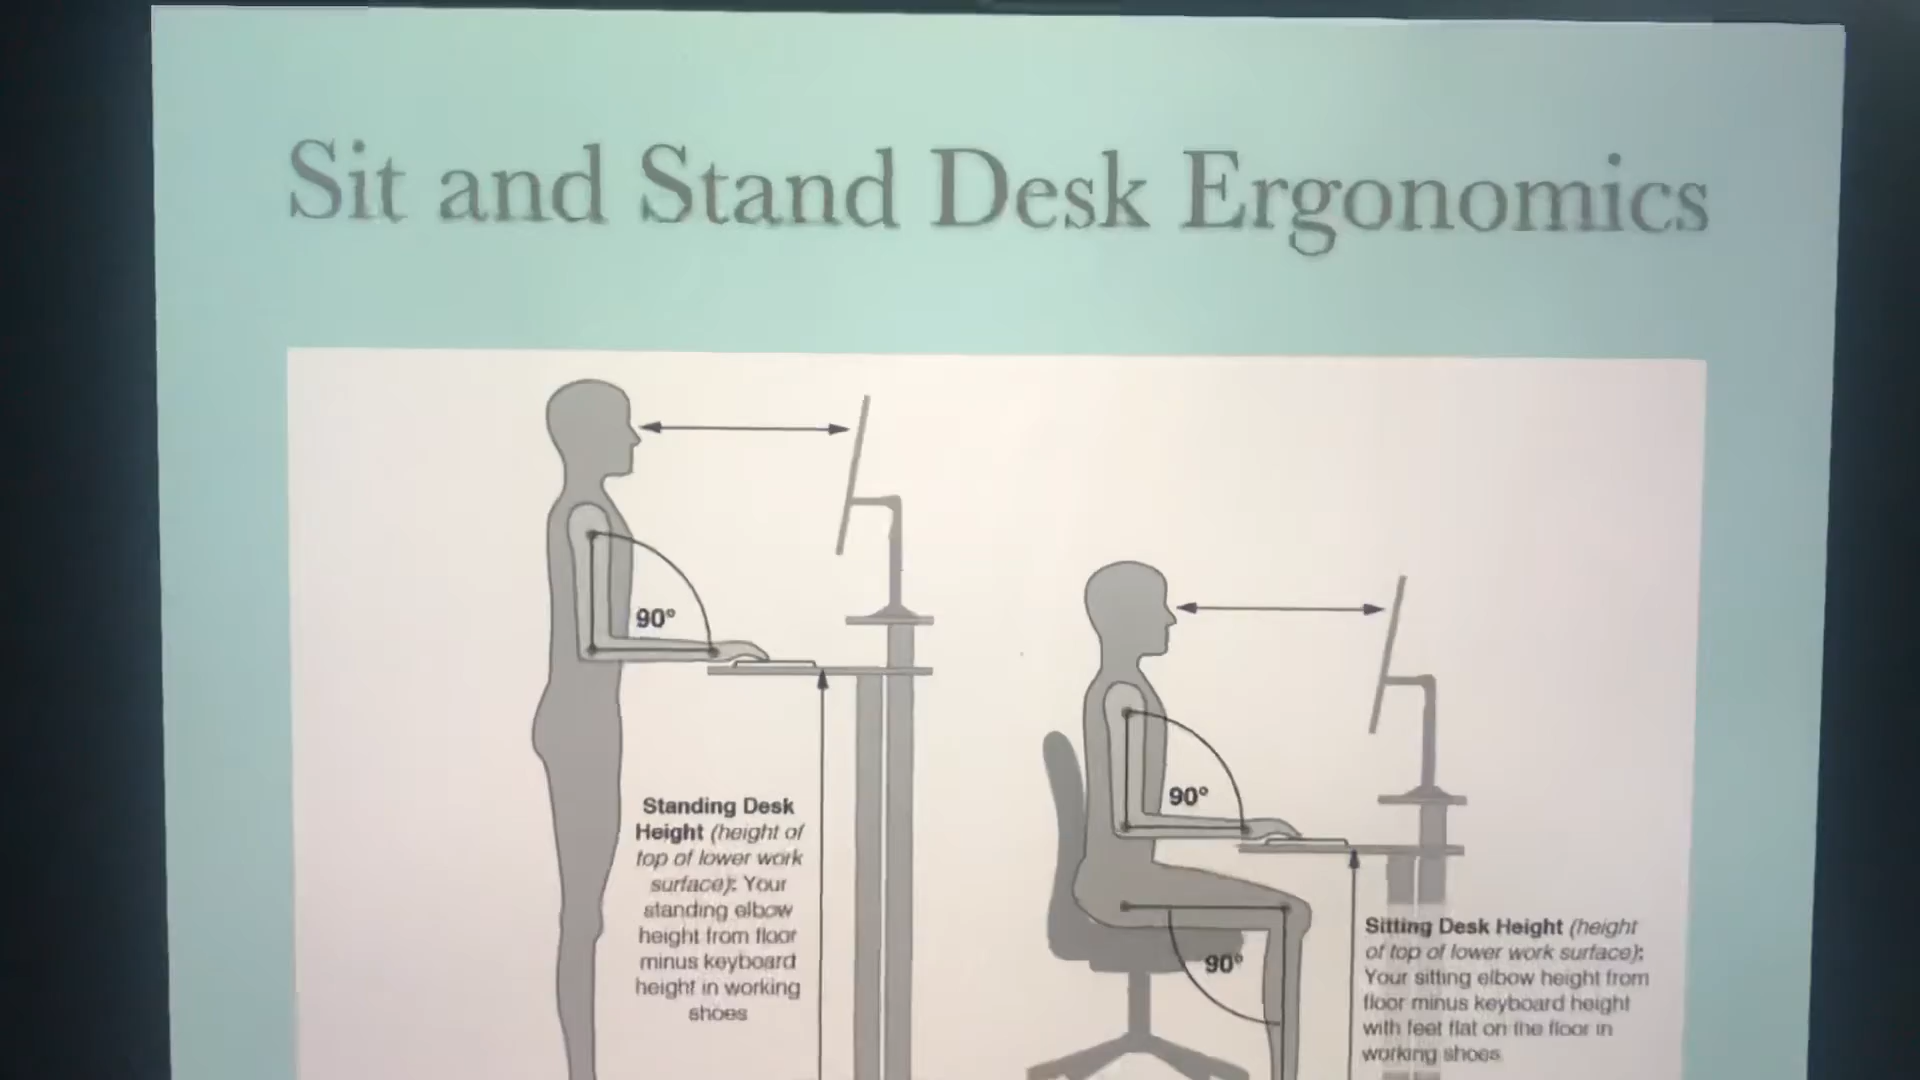 Sit and Stand Desk Ergonomics
90°
Standing Desk
Height (height of
top of lower work
surface): Your
standing elbow
height from floor
minus keyboard
height in working
shoes
90°
90°
Sitting Desk Height (height
of top of lower work surface):
Your sitting elbow height from
floor minus keyboard height
with feet flat on the floor in
working shoes